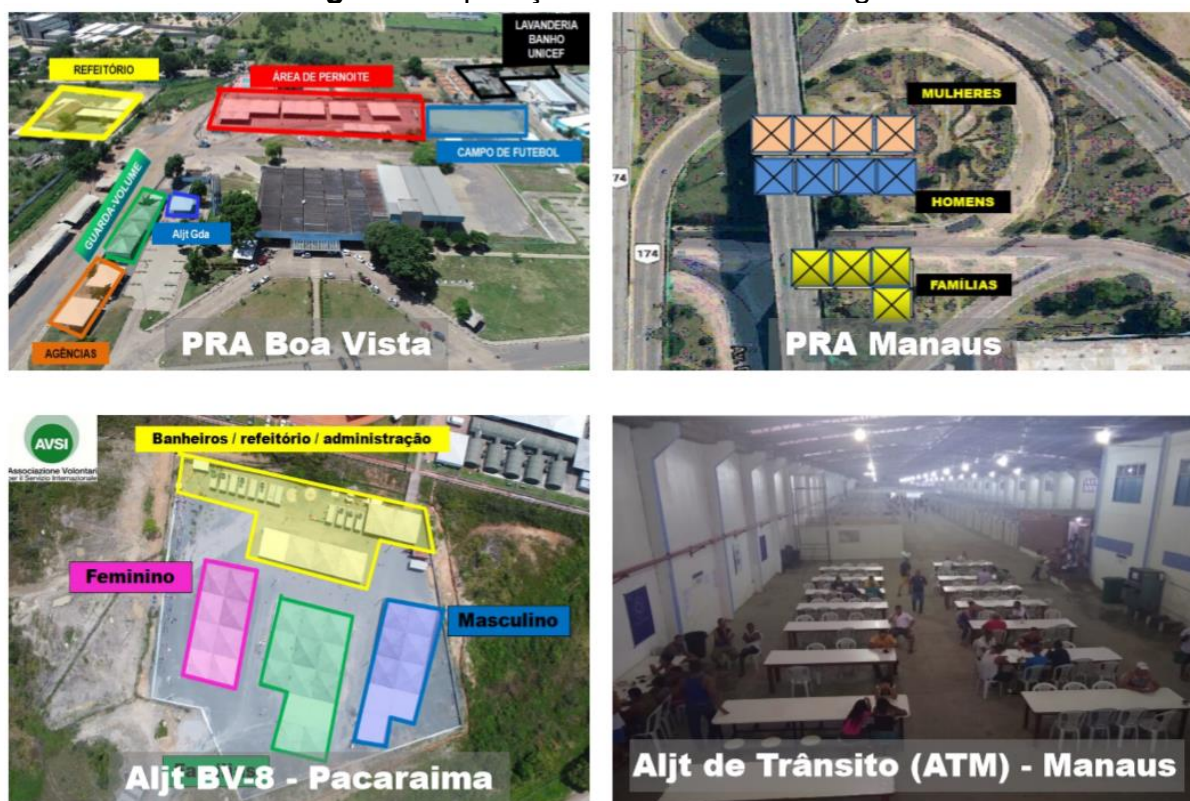 REFEITÓRIO
ÁREA DE PERNOITE
LAVANDERIA
BANHO
UNICEF
CAMPO DE FUTEBOL
GUARDA-VOLUME
Aljt Gda
AGÊNCIAS
PRA Boa Vista
MULHERES
HOMENS
174
174
FAMÍLIAS
PRA Manaus
AVSI
Associazione Volontari
per il Servizio Internazionale
Banheiros / refeitório / administração
Feminino
Masculino
Aljt BV-8 - Pacaraima
Aljt de Trânsito (ATM) - Manaus